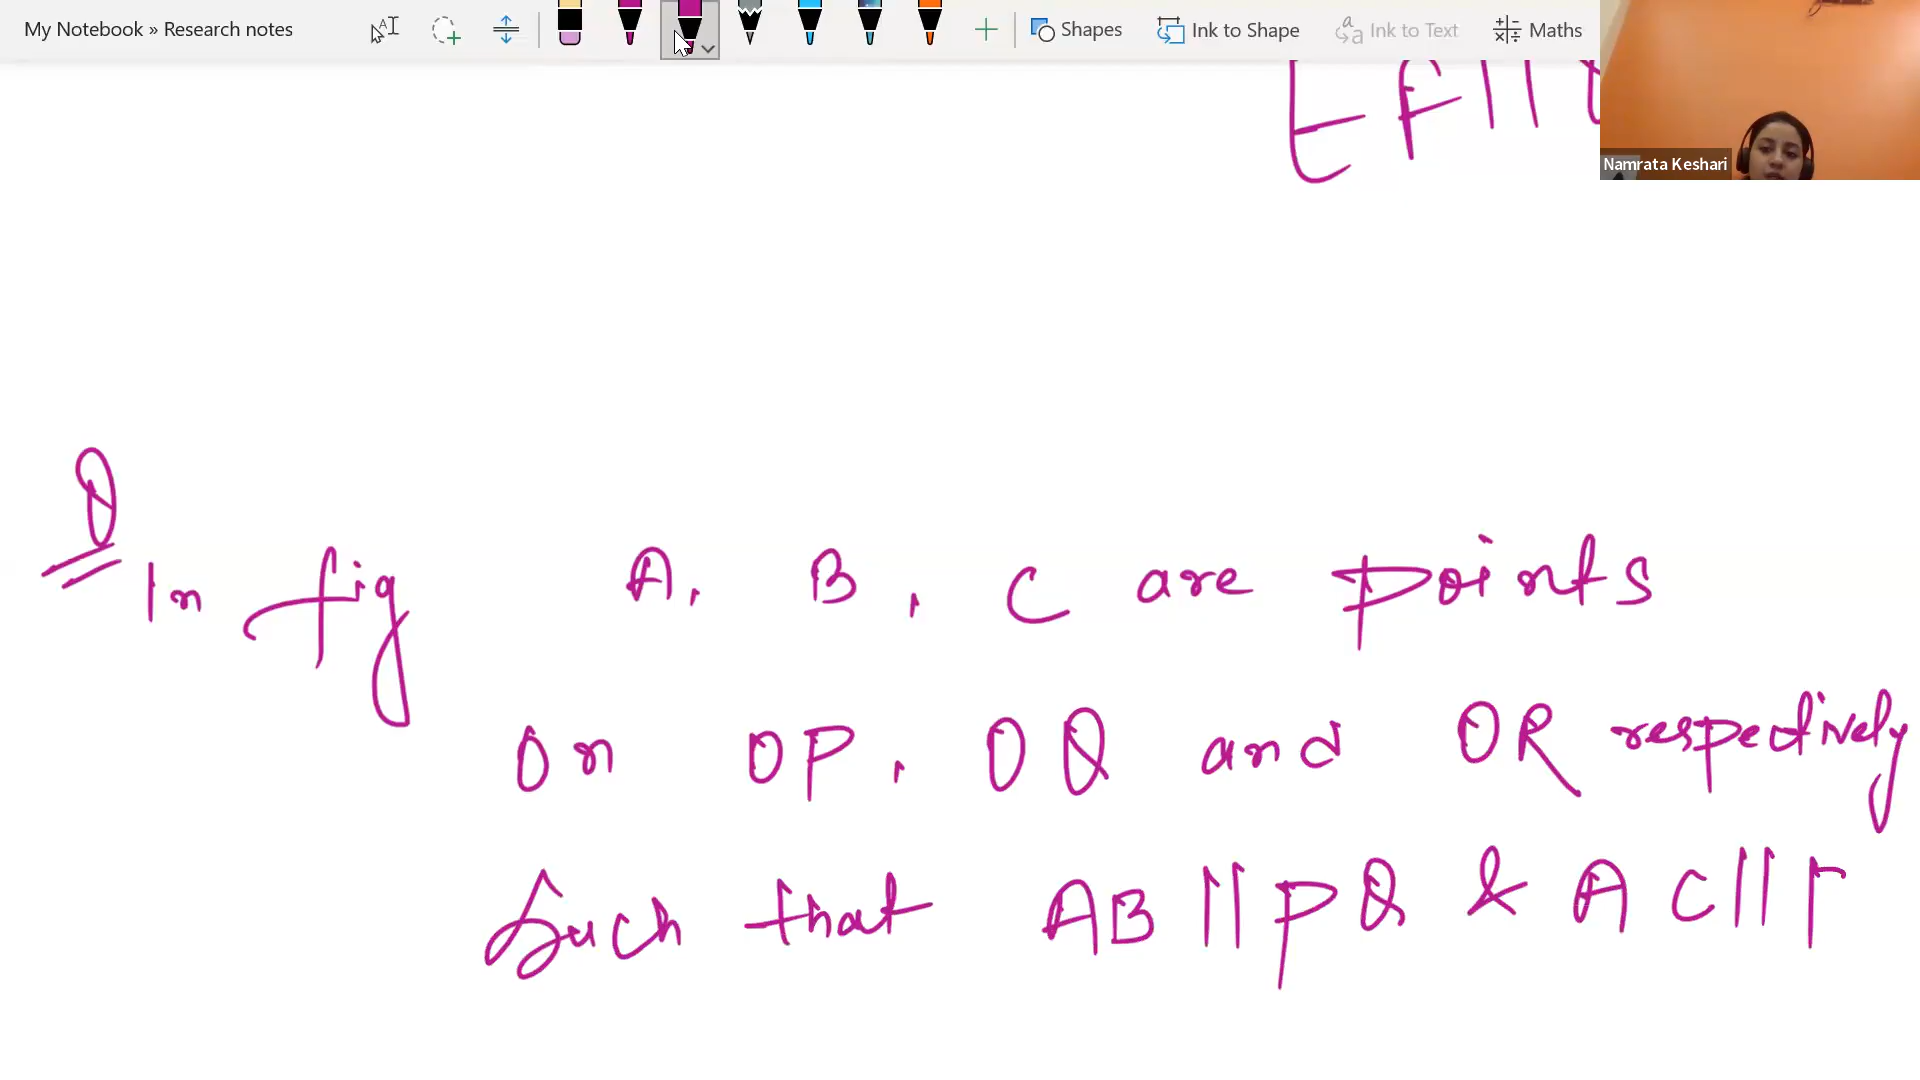 My Notebook » Research notes
Shapes
Ink to Shape
Ink to Text
Maths
Namrata Keshari
EF||
Q
In fig A, B, C are points
on OP, OQ and OR respectively
Such that AB||PQ & AC||